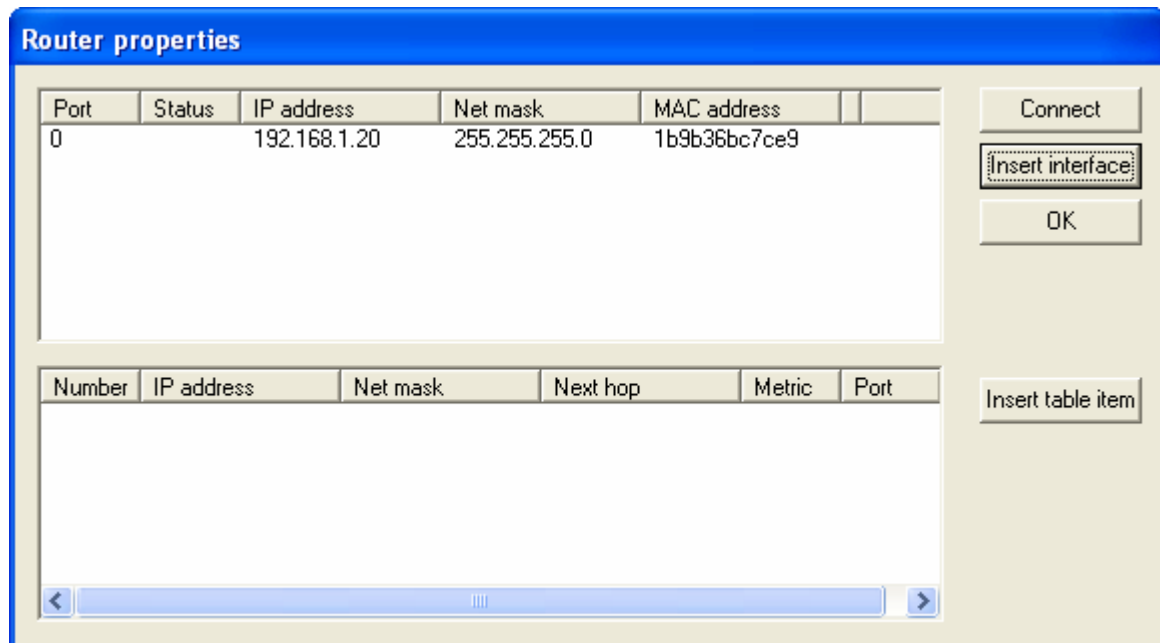 Router properties
Port Status IP address Net mask MAC address
0 192.168.1.20 255.255.255.0 1b9b36bc7ce9
Connect
Insert interface
OK
Number IP address Net mask Next hop Metric Port
Insert table item